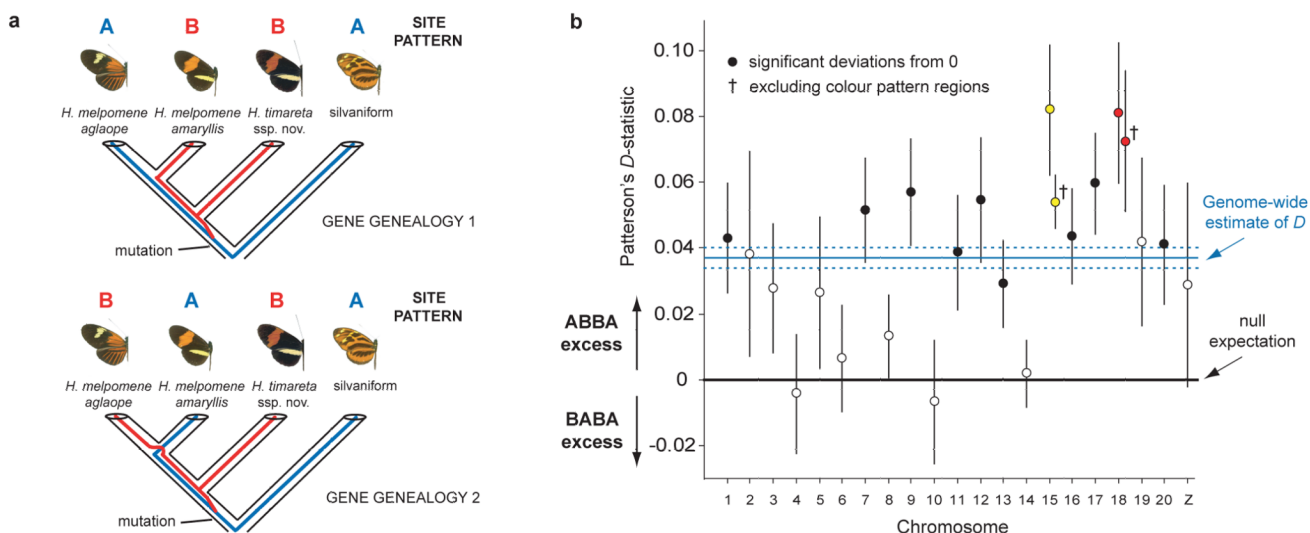 a
A B B A SITE
PATTERN
H. melpomene H. melpomene H. timareta silvaniform
aglaope amaryllis ssp. nov.
GENE GENEALOGY 1
mutation
B A B A SITE
PATTERN
H. melpomene H. melpomene H. timareta silvaniform
aglaope amaryllis ssp. nov.
GENE GENEALOGY 2
mutation
b
Patterson's D-statistic
0.10
0.08
0.06
0.04
0.02
0
-0.02
ABBA
excess
BABA
excess
significant deviations from 0
† excluding colour pattern regions
†
†
Genome-wide
estimate of D
null
expectation
1 2 3 4 5 6 7 8 9 10 11 12 13 14 15 16 17 18 19 20 Z
Chromosome